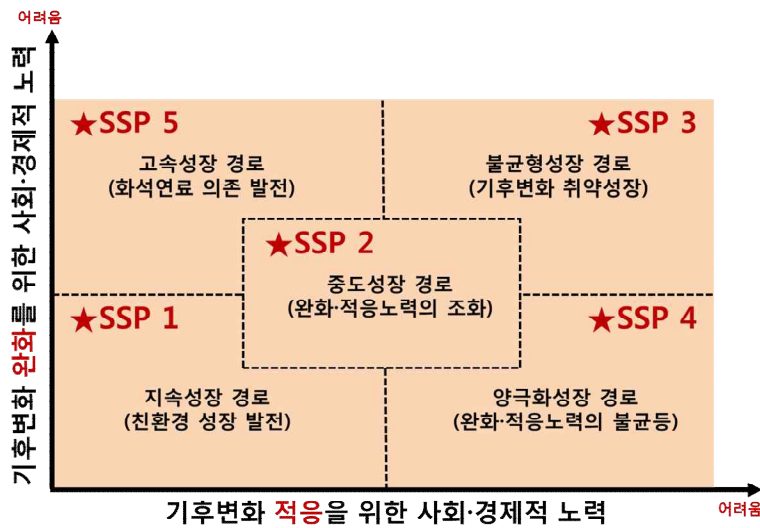 어려움
기후변화 완화를 위한 사회·경제적 노력
★SSP 5
고속성장 경로
(화석연료 의존 발전)
★SSP 3
불균형성장 경로
(기후변화 취약성장)
★SSP 2
중도성장 경로
(완화·적응노력의 조화)
★SSP 1
지속성장 경로
(친환경 성장 발전)
★SSP 4
양극화성장 경로
(완화·적응노력의 불균등)
기후변화 적응을 위한 사회·경제적 노력
어려움